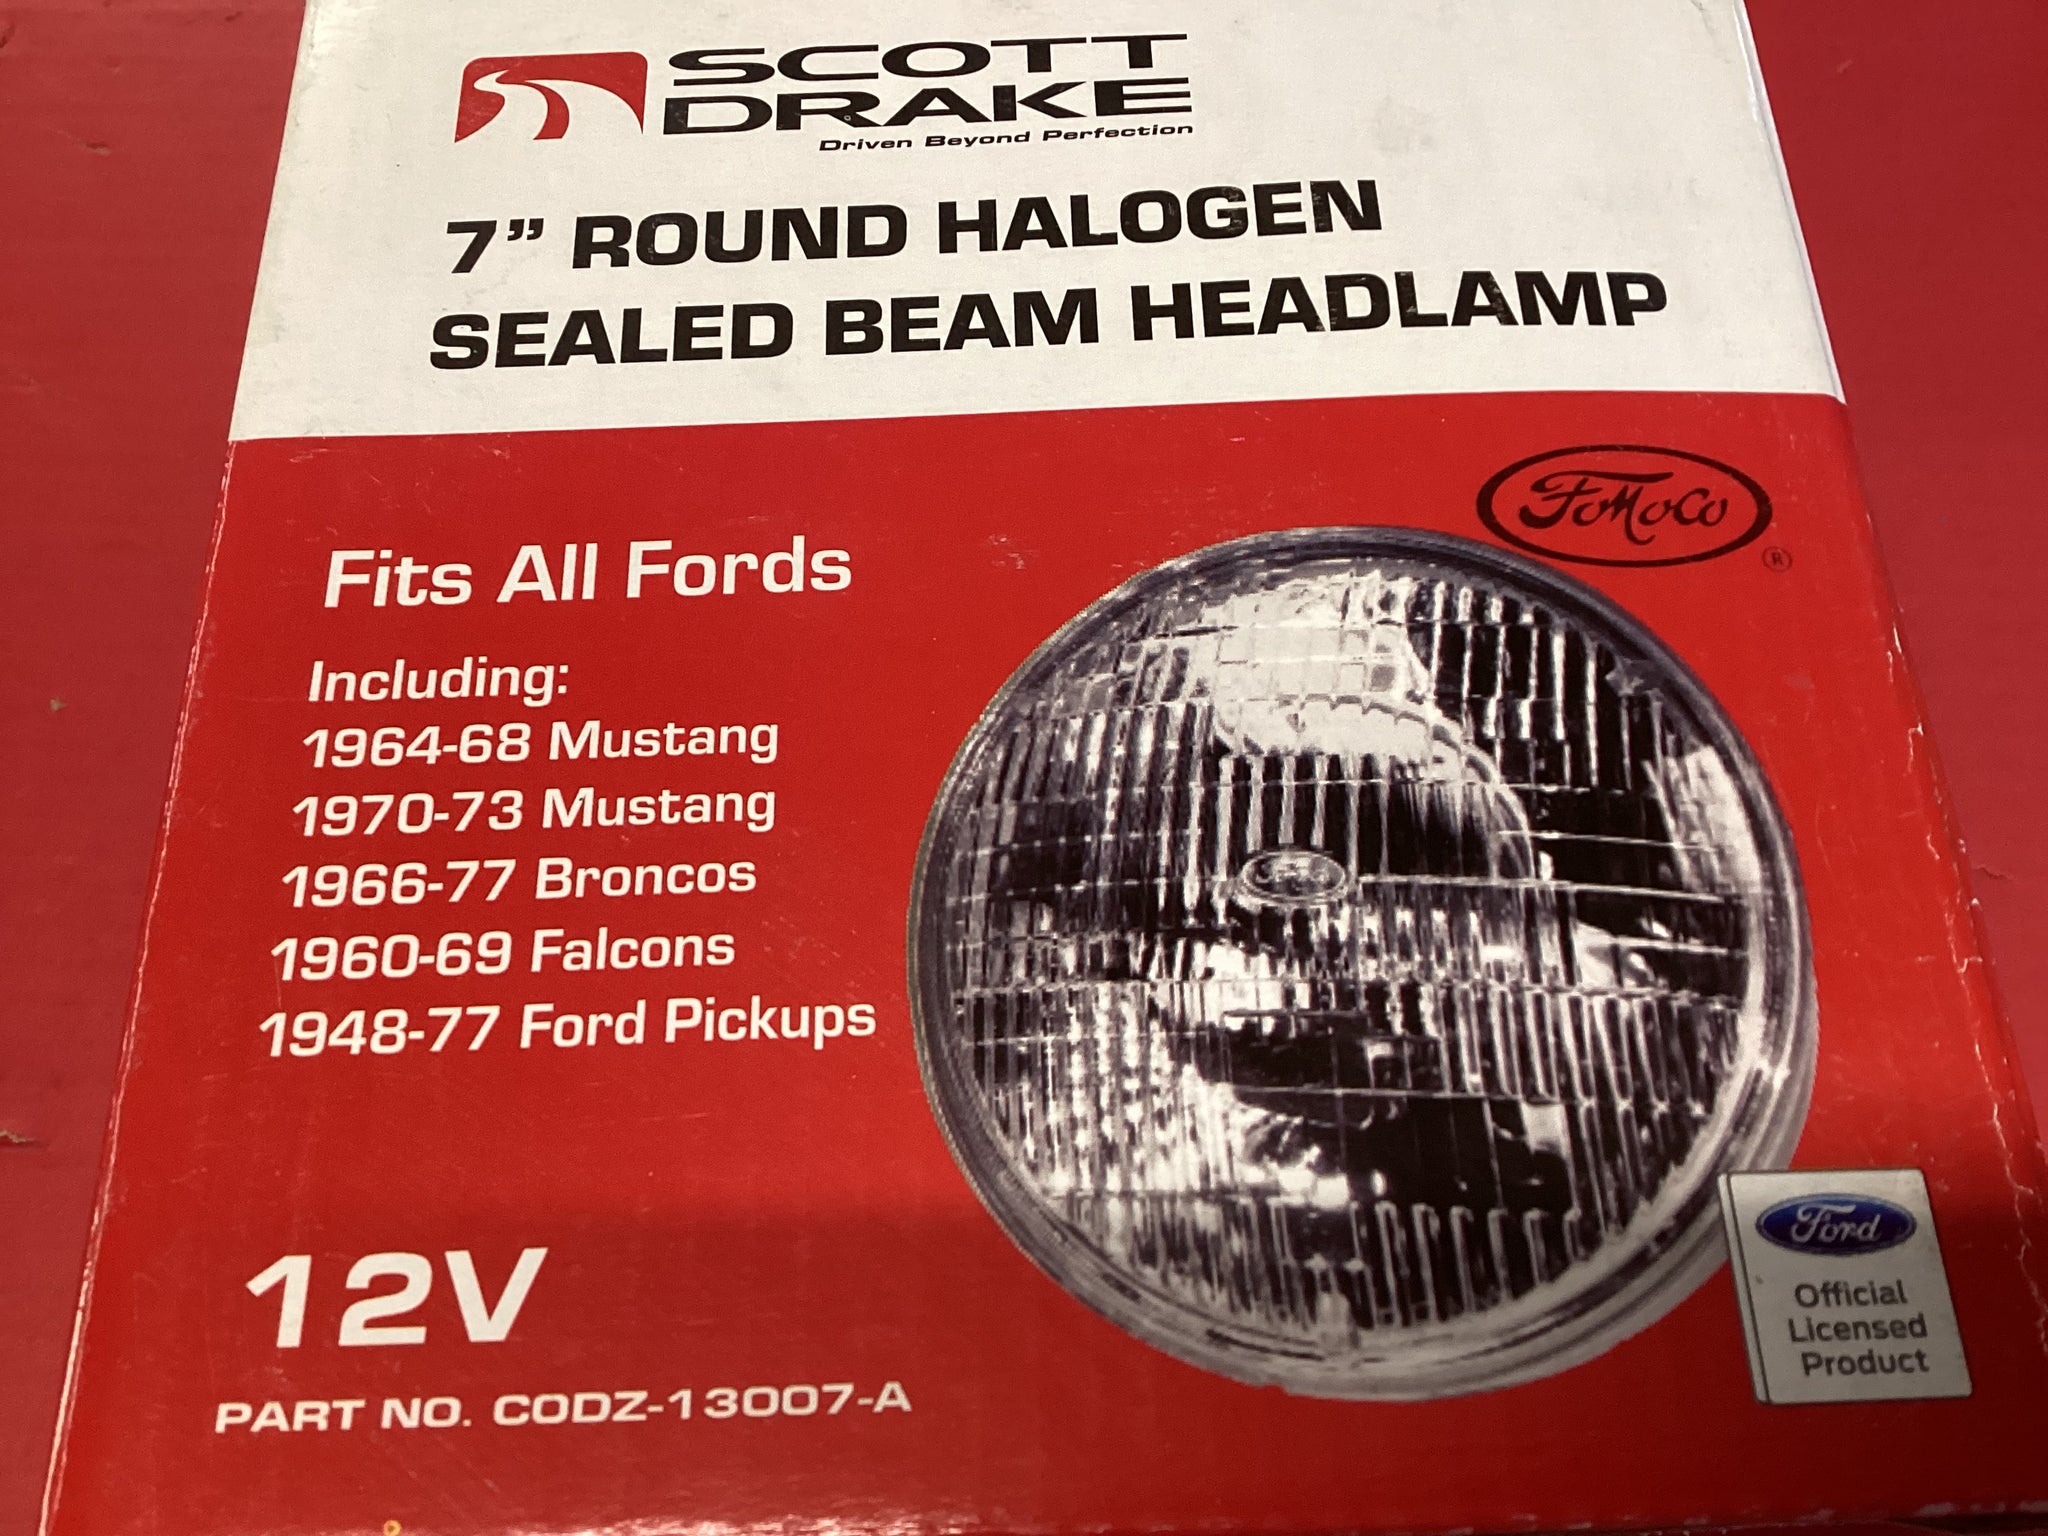 SCOTT
DRAKE
Driven Beyond Perfection
7” ROUND HALOGEN
SEALED BEAM HEADLAMP
FoMoCo
®
Fits All Fords
Including:
1964-68 Mustang
1970-73 Mustang
1966-77 Broncos
1960-69 Falcons
1948-77 Ford Pickups
12V
PART NO. CODZ-13007-A
Ford
Official
Licensed
Product